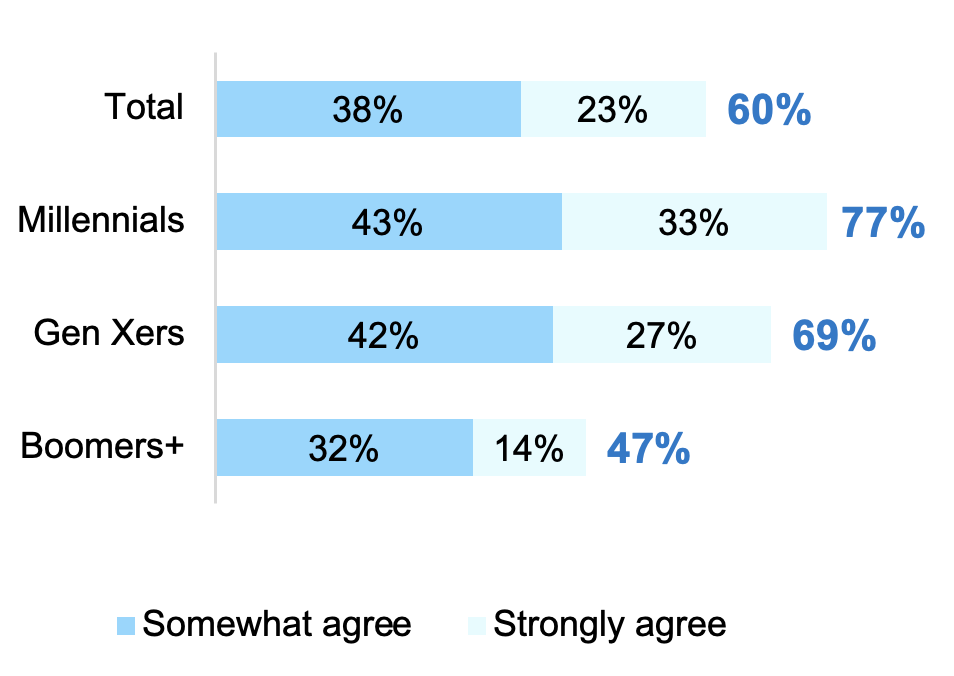 Total 38% 23% 60%
Millennials 43% 33% 77%
Gen Xers 42% 27% 69%
Boomers+ 32% 14% 47%
Somewhat agree Strongly agree